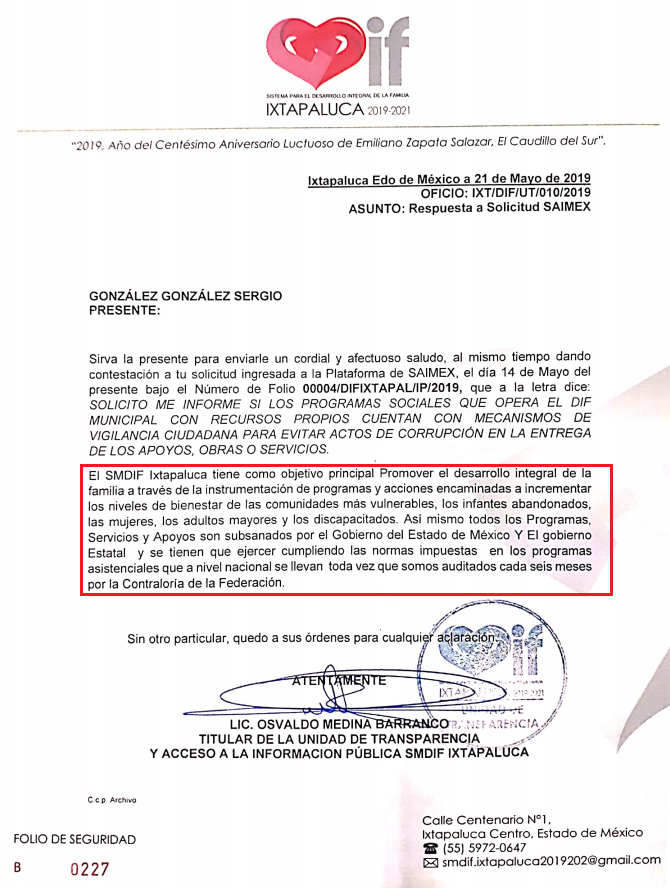 dif
SISTEMA PARA EL DESARROLLO INTEGRAL DE LA FAMILIA
IXTAPALUCA 2019-2021
"2019. Año del Centésimo Aniversario Luctuoso de Emiliano Zapata Salazar, El Caudillo del Sur".
Ixtapaluca Edo de México a 21 de Mayo de 2019
OFICIO: IXT/DIF/UT/010/2019
ASUNTO: Respuesta a Solicitud SAIMEX
GONZÁLEZ GONZÁLEZ SERGIO
PRESENTE:
Sirva la presente para enviarle un cordial y afectuoso saludo, al mismo tiempo dando
contestación a tu solicitud ingresada a la Plataforma de SAIMEX, el día 14 de Mayo del
presente bajo el Número de Folio 00004/DIFIXTAPAL/IP/2019, que a la letra dice:
SOLICITO ME INFORME SI LOS PROGRAMAS SOCIALES QUE OPERA EL DIF
MUNICIPAL CON RECURSOS PROPIOS CUENTAN CON MECANISMOS DE
VIGILANCIA CIUDADANA PARA EVITAR ACTOS DE CORRUPCIÓN EN LA ENTREGA
DE LOS APOYOS, OBRAS O SERVICIOS.
El SMDIF Ixtapaluca tiene como objetivo principal Promover el desarrollo integral de la
familia a través de la instrumentación de programas y acciones encaminadas a incrementar
los niveles de bienestar de las comunidades más vulnerables, los infantes abandonados,
las mujeres, los adultos mayores y los discapacitados. Así mismo todos los Programas,
Servicios y Apoyos son subsanados por el Gobierno del Estado de México Y El gobierno
Estatal y se tienen que ejercer cumpliendo las normas impuestas en los programas
asistenciales que a nivel nacional se llevan toda vez que somos auditados cada seis meses
por la Contraloría de la Federación.
Sin otro particular, quedo a sus órdenes para cualquier aclaración.
ATENTAMENTE
LIC. OSVALDO MEDINA BARRANCO
TITULAR DE LA UNIDAD DE TRANSPARENCIA
Y ACCESO A LA INFORMACION PÚBLICA SMDIF IXTAPALUCA
dif
2019-2021
UNIDAD DE
TRANSPARENCIA
C.c.p. Archivo
FOLIO DE SEGURIDAD
B 0227
Calle Centenario N°1,
Ixtapaluca Centro, Estado de México
(55) 5972-0647
smdif.ixtapaluca2019202@gmail.com